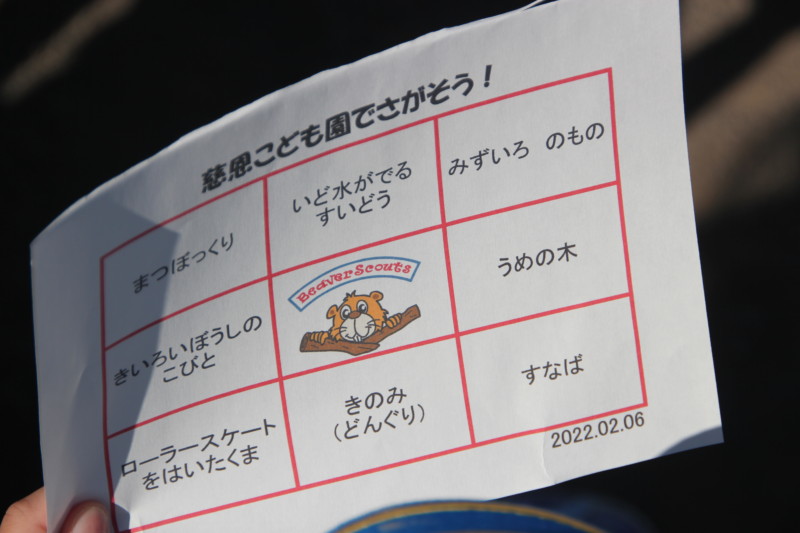 慈恩こども園でさがそう!
まつぼっくり
いど水がでる
すいどう
みずいろ のもの
きいろいぼうしの
こびと
BeaverScouts
うめの木
ローラースケート
をはいたくま
きのみ
(どんぐり)
すなば
2022.02.06